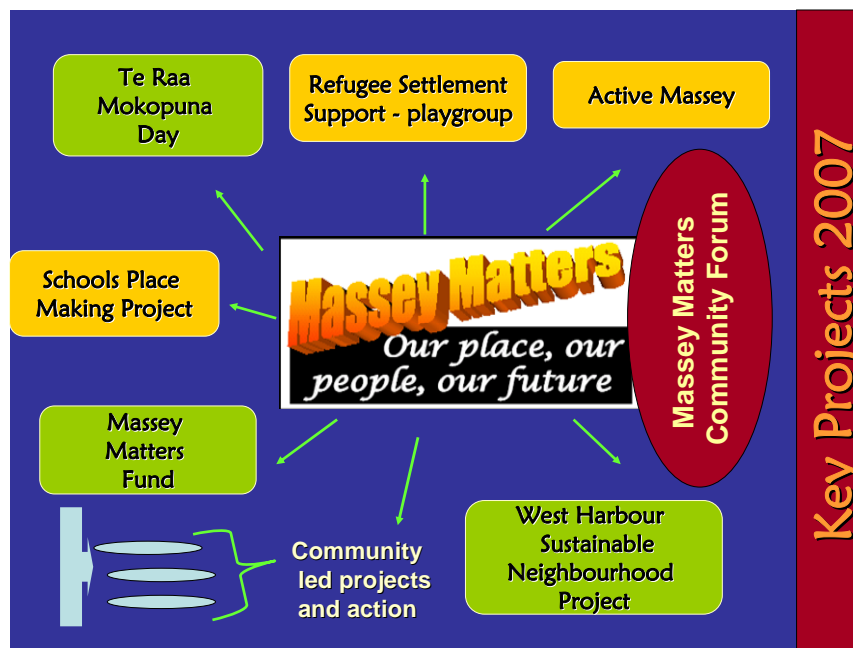 Te Raa
Mokopuna
Day
Refugee Settlement
Support - playgroup
Active Massey
Schools Place
Making Project
Massey Matters
Our place, our
people, our future
Massey Matters
Community Forum
Key Projects 2007
Massey
Matters
Fund
Community
led projects
and action
West Harbour
Sustainable
Neighbourhood
Project